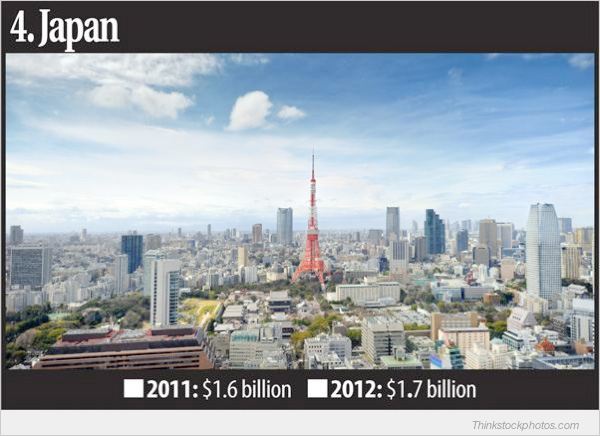 4. Japan
2011: $1.6 billion 2012: $1.7 billion
Thinkstockphotos.com